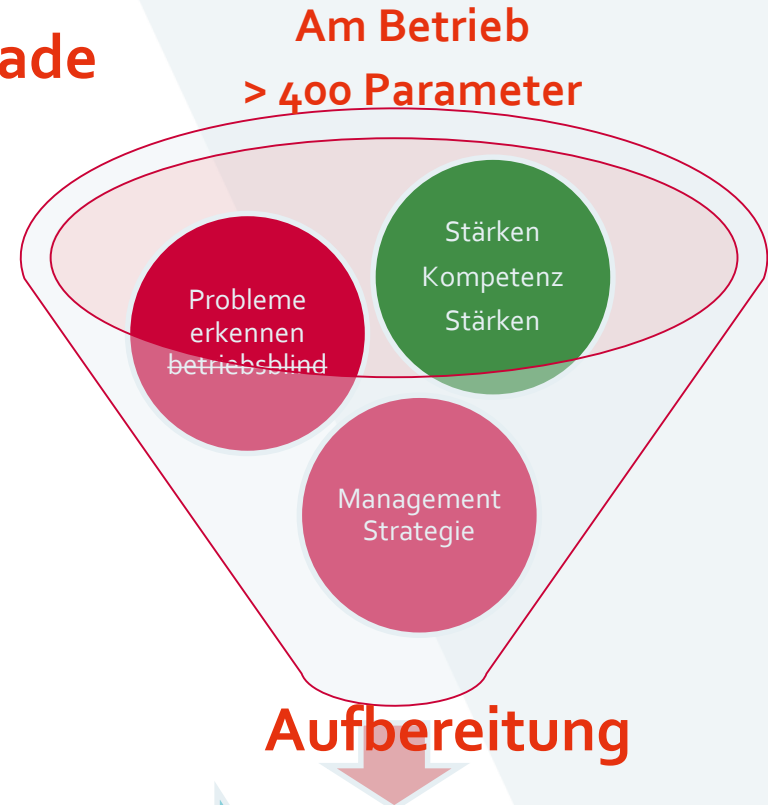 ade
Am Betrieb
> 400 Parameter
Stärken
Kompetenz
Stärken
Probleme
erkennen
betriebsblind
Management
Strategie
Aufbereitung